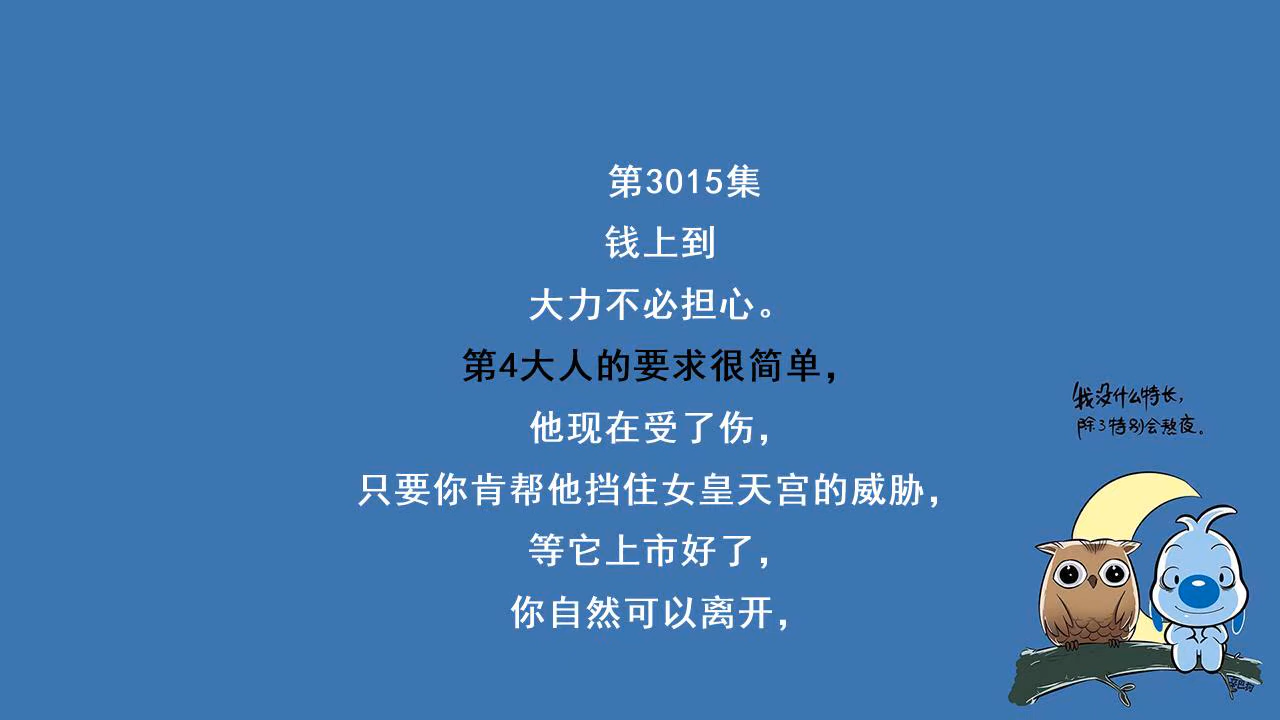 第3015集
钱上到
大力不必担心。
第4大人的要求很简单，
他现在受了伤，
只要你肯帮他挡住女皇天宫的威胁，
等它上市好了，
你自然可以离开，
我没什么特长，
除了特别会熬夜。